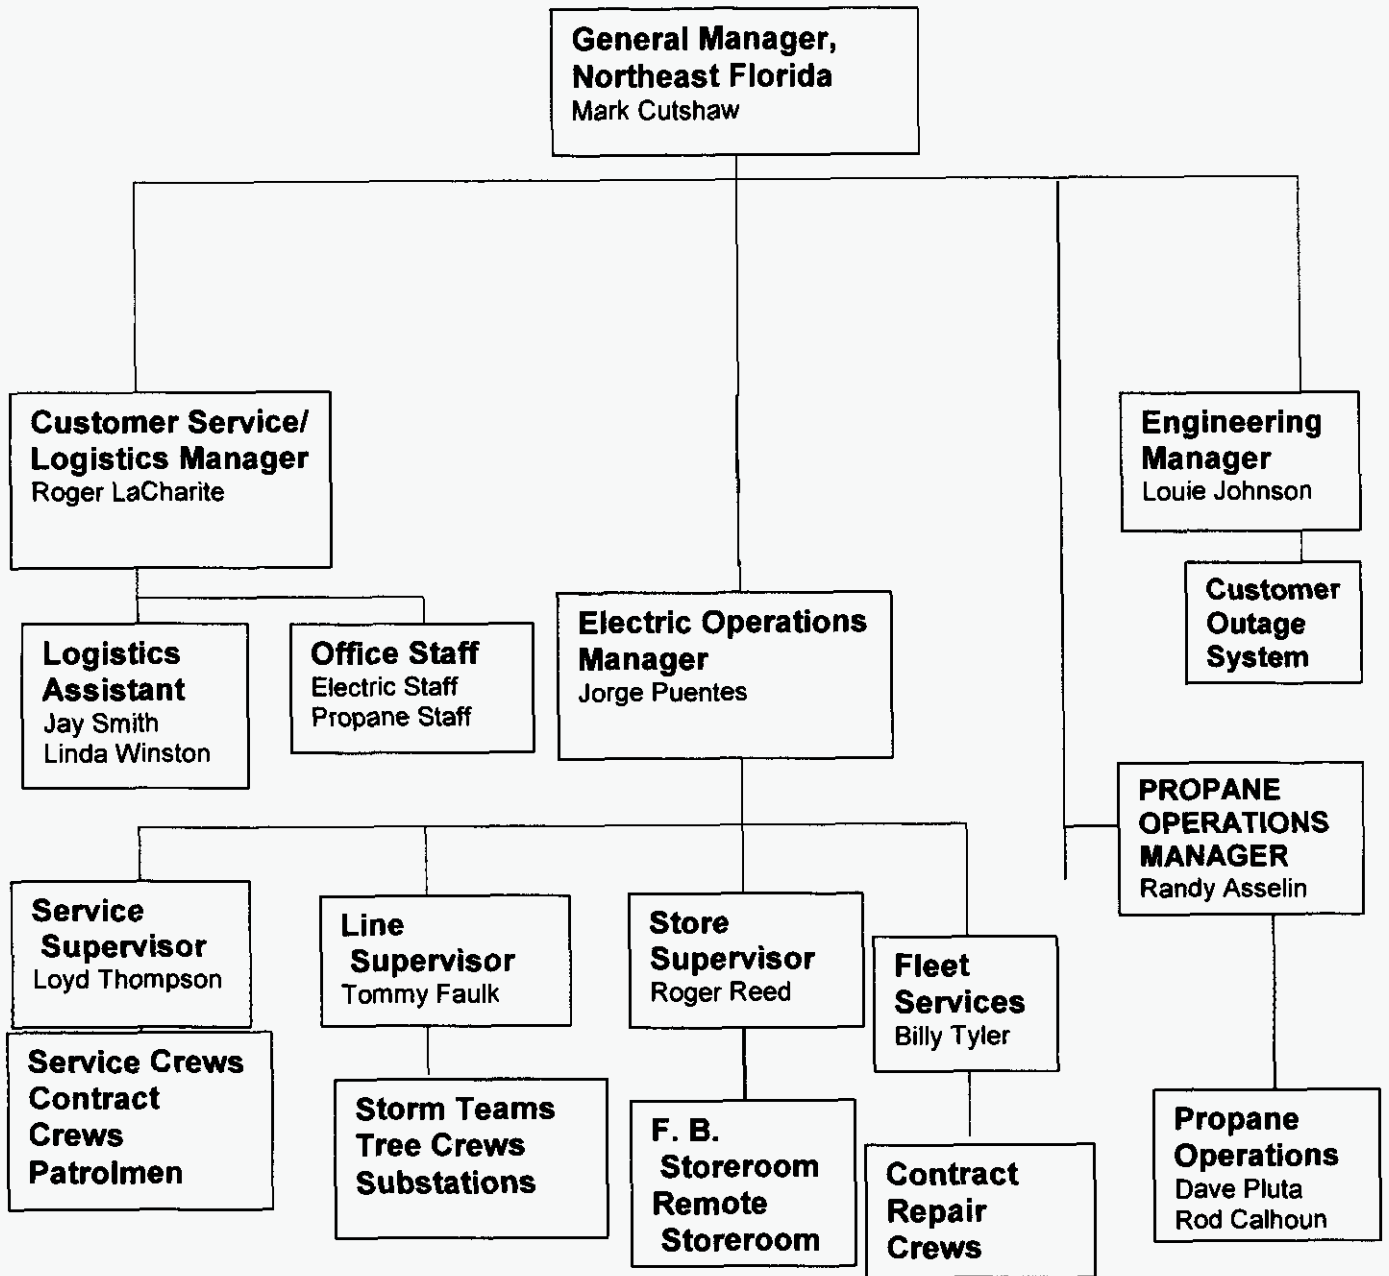 General Manager,
Northeast Florida
Mark Cutshaw
Customer Service/
Logistics Manager
Roger LaCharite
Engineering
Manager
Louie Johnson
Customer
Outage
System
Logistics
Assistant
Jay Smith
Linda Winston
Office Staff
Electric Staff
Propane Staff
Electric Operations
Manager
Jorge Puentes
PROPANE
OPERATIONS
MANAGER
Randy Asselin
Service
Supervisor
Loyd Thompson
Line
Supervisor
Tommy Faulk
Store
Supervisor
Roger Reed
Fleet
Services
Billy Tyler
Service Crews
Contract
Crews
Patrolmen
Storm Teams
Tree Crews
Substations
F. B.
Storeroom
Remote
Storeroom
Contract
Repair
Crews
Propane
Operations
Dave Pluta
Rod Calhoun